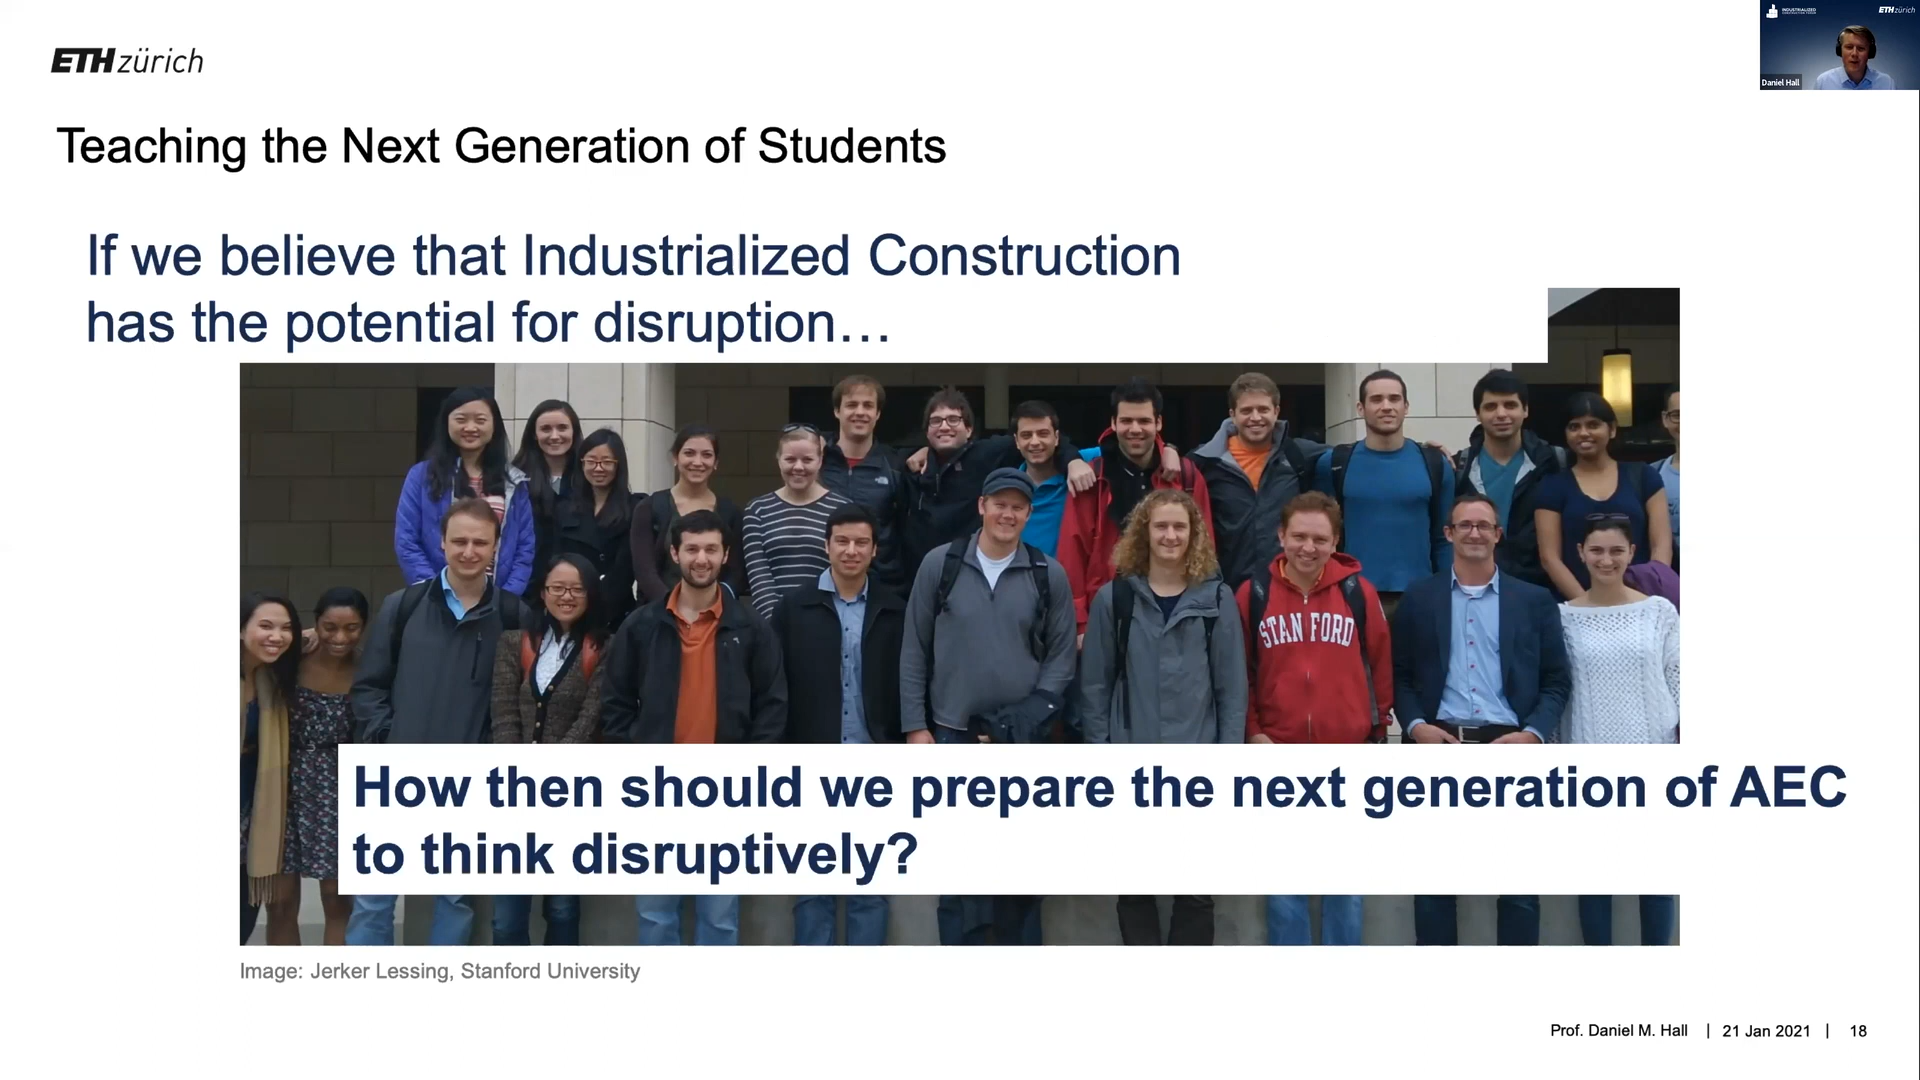 ETH zürich
INDUSTRIALIZED
ETH zürich
Daniel Hall
Teaching the Next Generation of Students
If we believe that Industrialized Construction
has the potential for disruption…
STANFORD
How then should we prepare the next generation of AEC
to think disruptively?
Image: Jerker Lessing, Stanford University
Prof. Daniel M. Hall | 21 Jan 2021 | 18